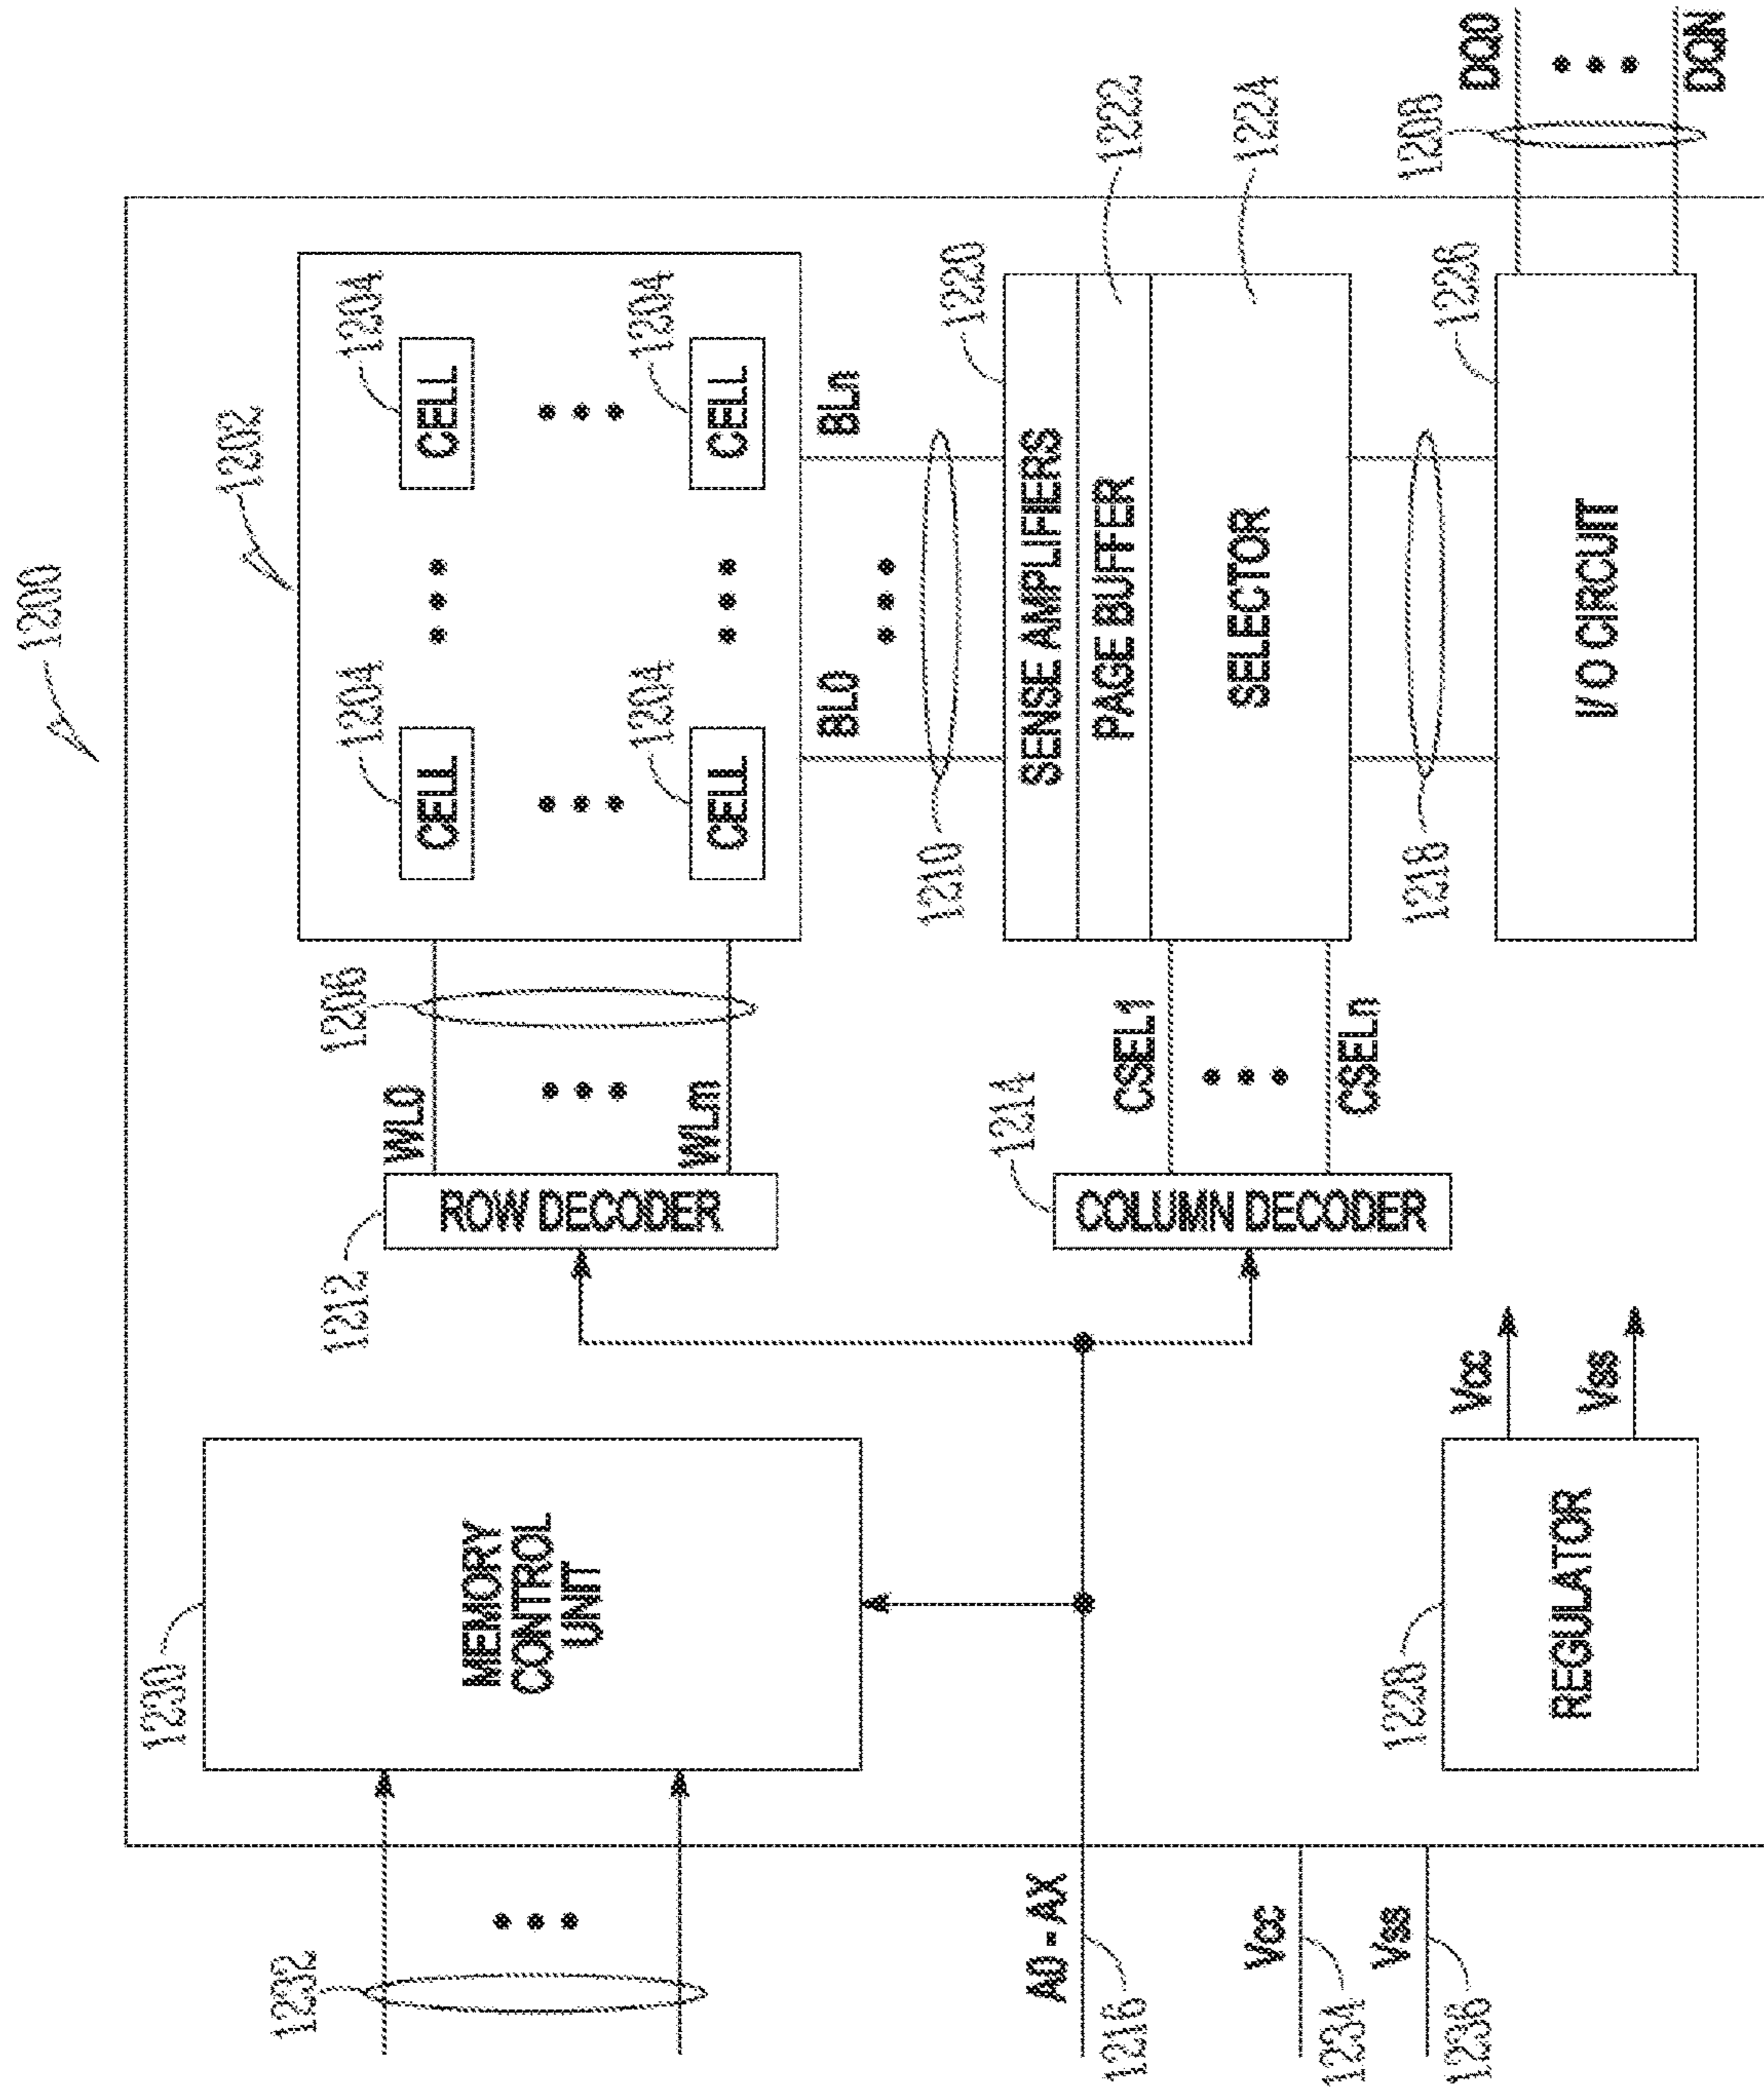 1200
1202
1204
CELL
1204
CELL
1204
CELL
1204
CELL
1206
WL0
WLm
1212
ROW DECODER
1230
MEMORY
CONTROL
UNIT
1232
BL0
BLn
1210
1220
SENSE AMPLIFIERS
1222
PAGE BUFFER
1224
SELECTOR
CSEL1
CSELn
1214
COLUMN DECODER
A0 - AX
1216
1218
1226
I/O CIRCUIT
1208
DQ0
DQN
1228
REGULATOR
Vcc
Vss
Vcc
1234
Vss
1236